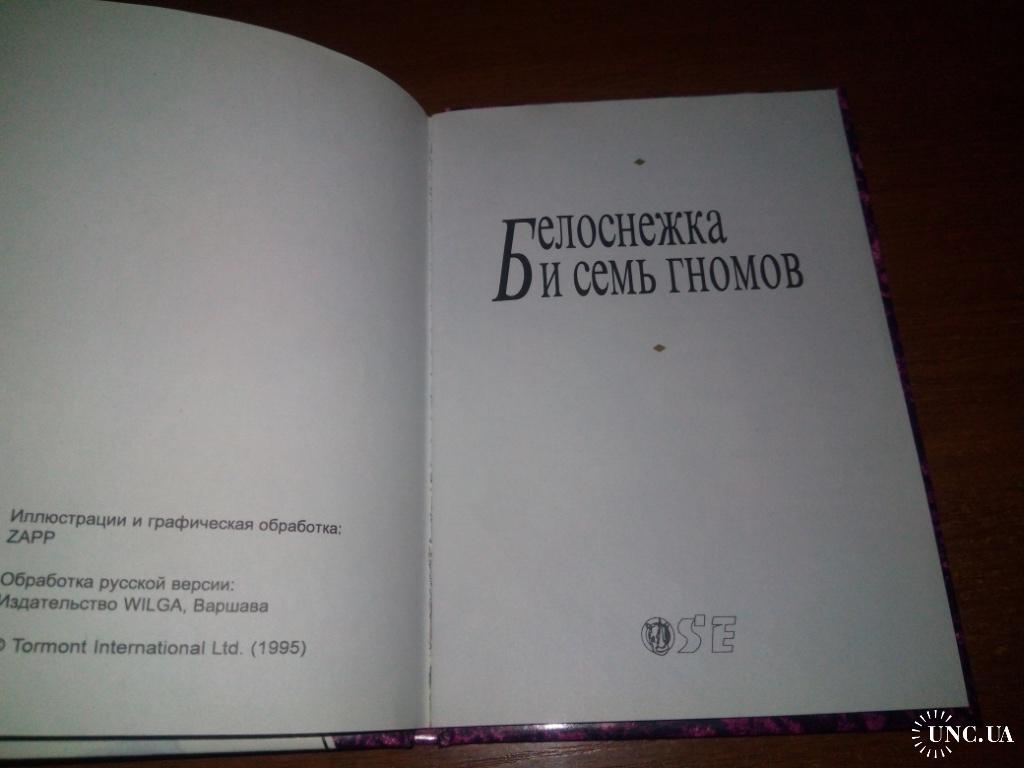 Иллюстрации и графическая обработка:
ZAPP
Обработка русской версии:
Издательство WILGA, Варшава
© Tormont International Ltd. (1995)
Белоснежка
и семь гномов
OSE
UNC.UA